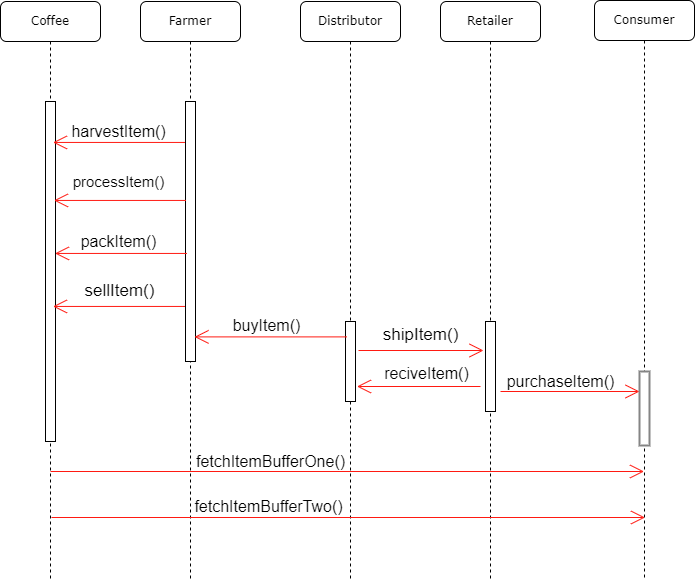 Coffee
Farmer
Distributor
Retailer
Consumer
harvestItem()
processItem()
packItem()
sellItem()
buyItem()
shipItem()
reciveItem()
purchaseItem()
fetchItemBufferOne()
fetchItemBufferTwo()